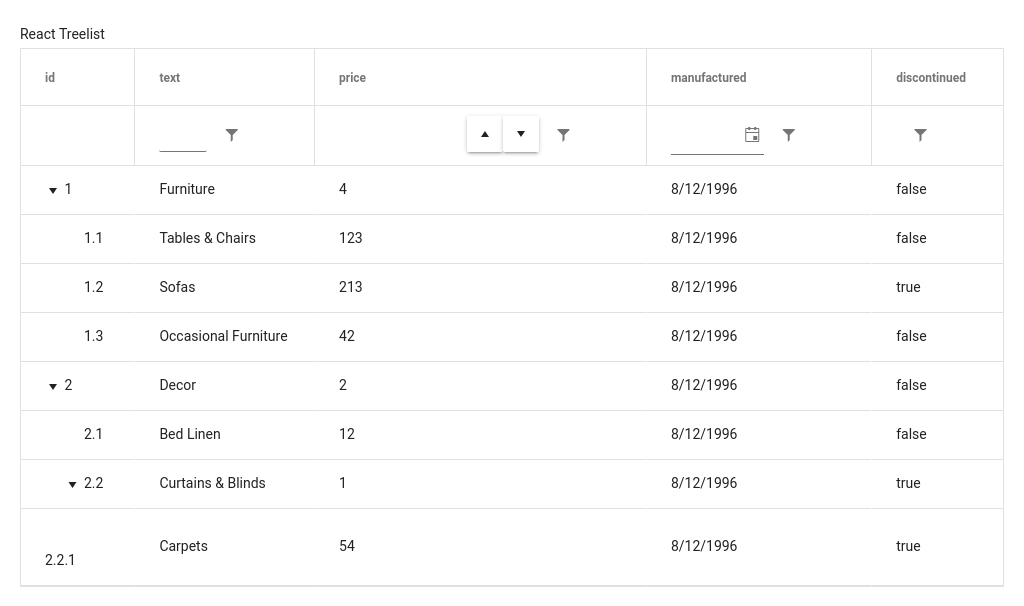 React Treelist
id text price manufactured discontinued
1 Furniture 4 8/12/1996 false
1.1 Tables & Chairs 123 8/12/1996 false
1.2 Sofas 213 8/12/1996 true
1.3 Occasional Furniture 42 8/12/1996 false
2 Decor 2 8/12/1996 false
2.1 Bed Linen 12 8/12/1996 false
2.2 Curtains & Blinds 1 8/12/1996 true
2.2.1 Carpets 54 8/12/1996 true